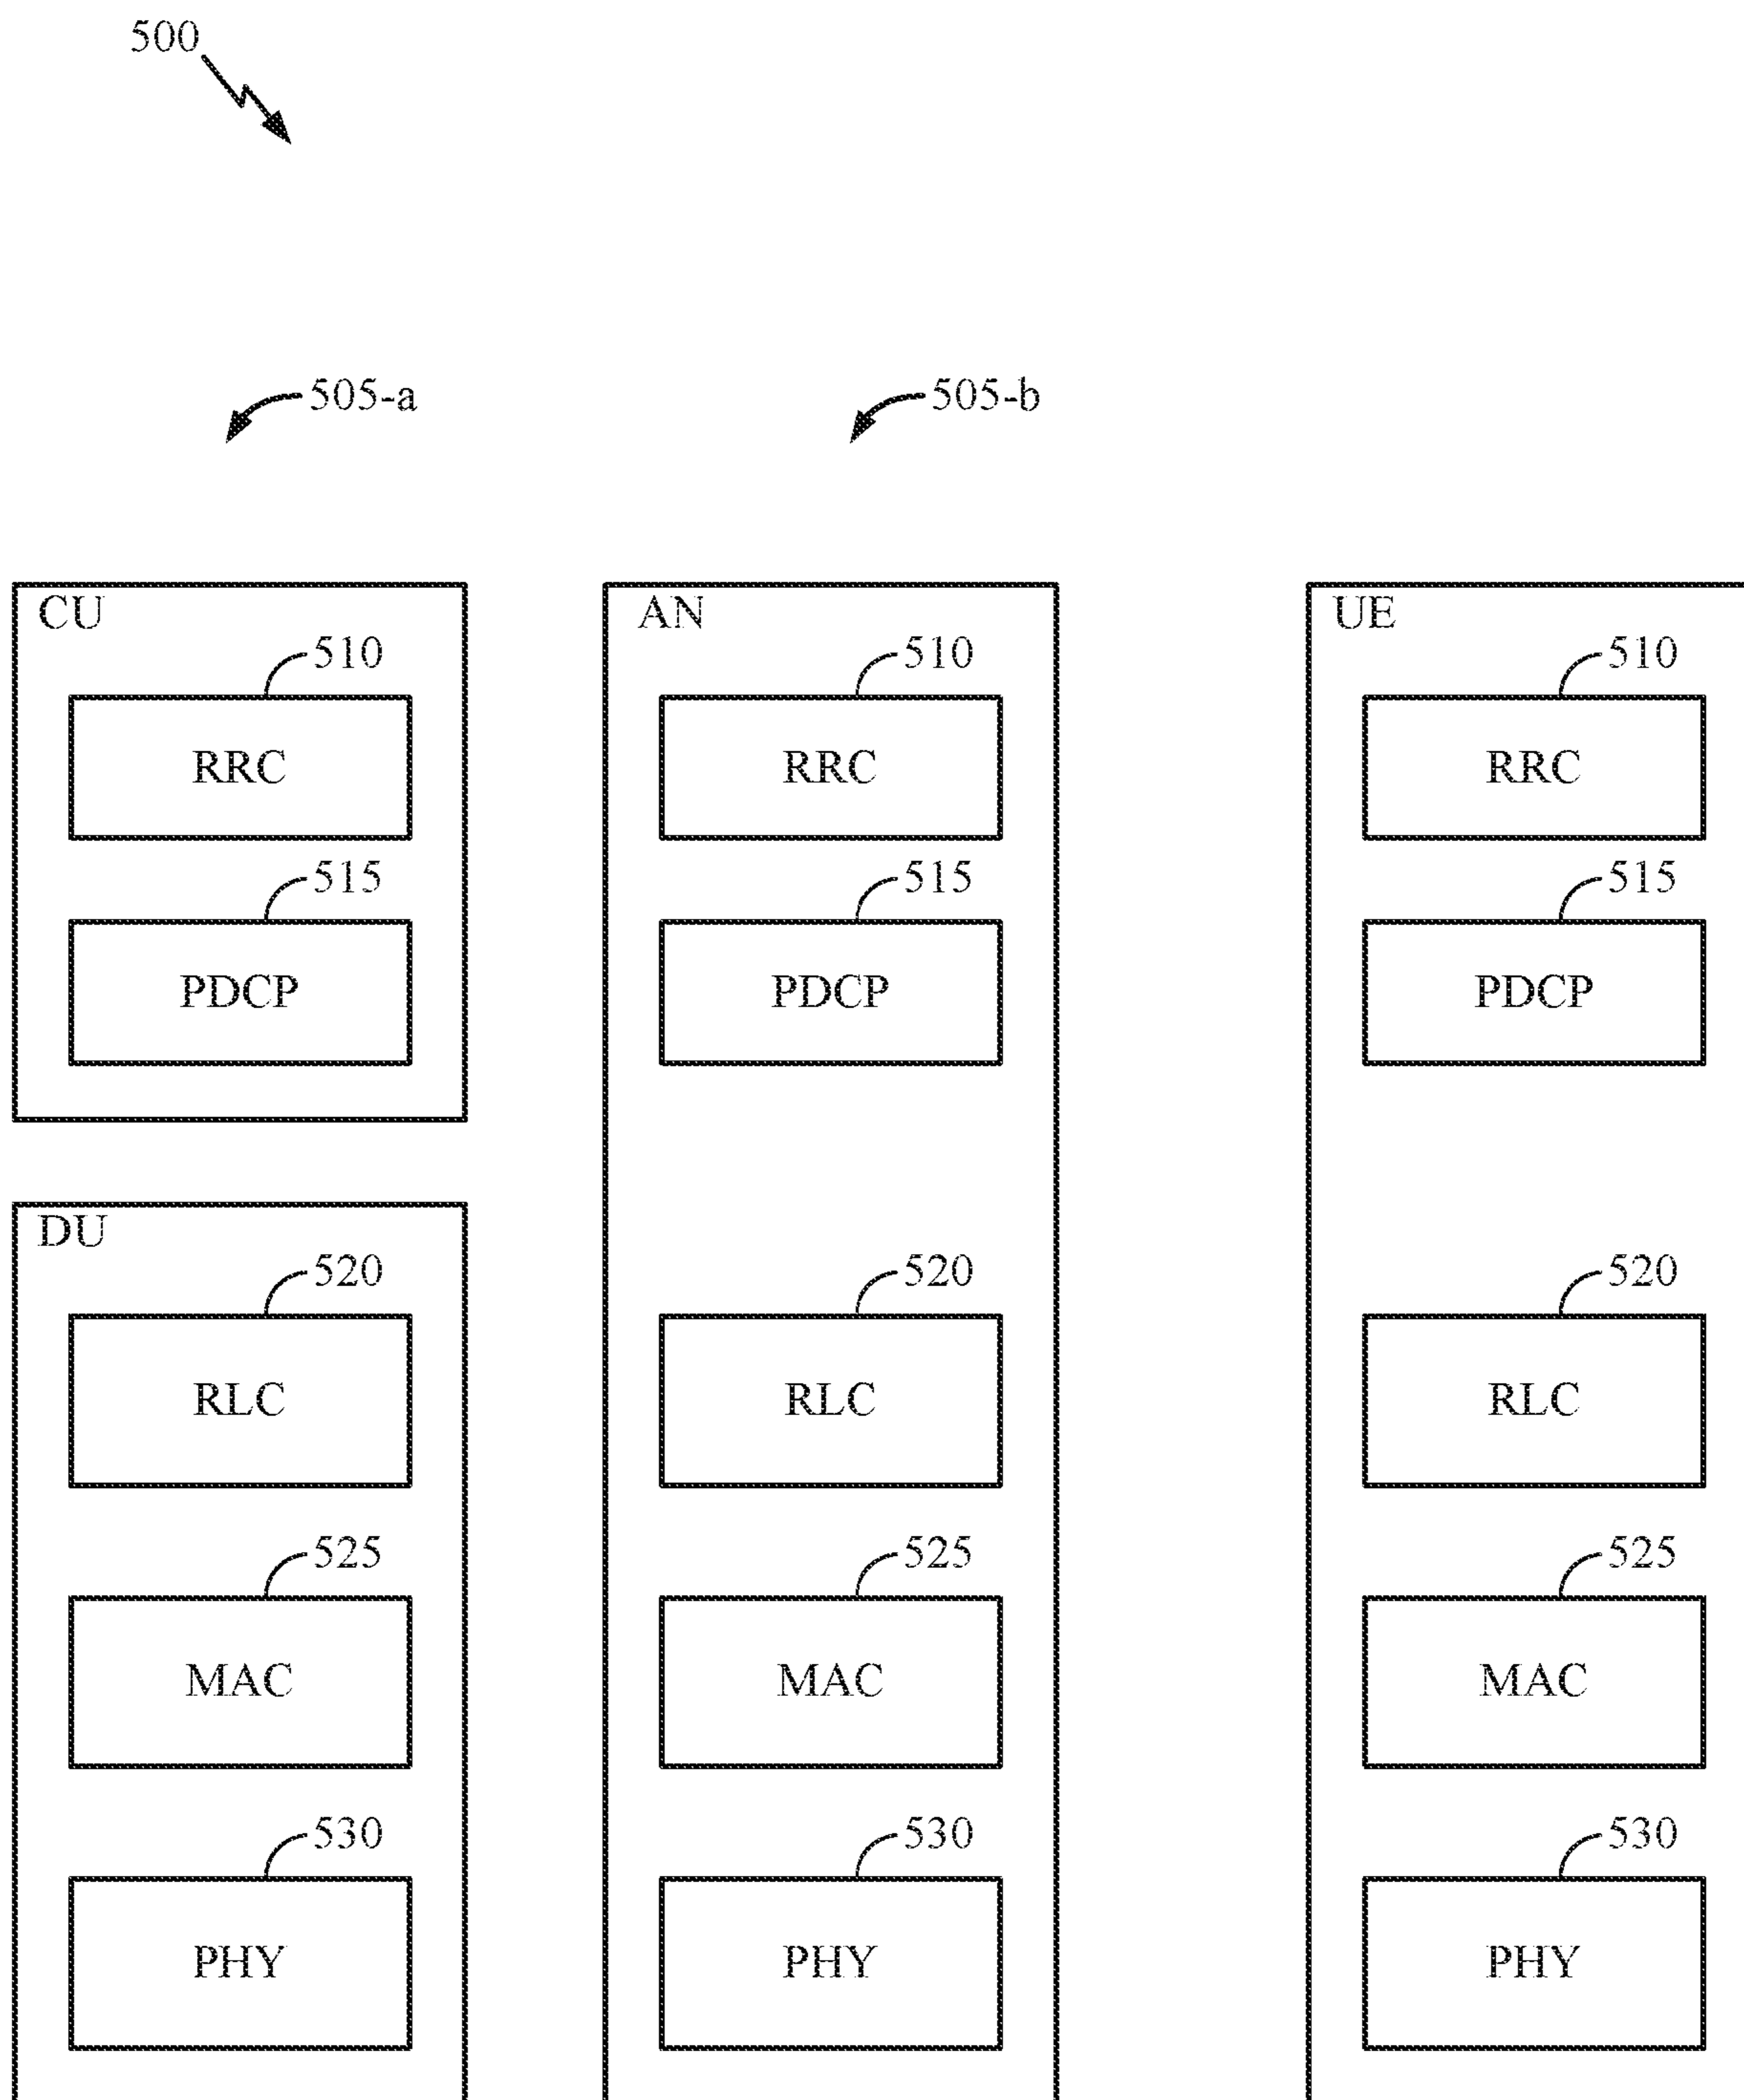 500
505-a 505-b
CU AN UE
510 510 510
RRC RRC RRC
515 515 515
PDCP PDCP PDCP
DU
520 520 520
RLC RLC RLC
525 525 525
MAC MAC MAC
530 530 530
PHY PHY PHY